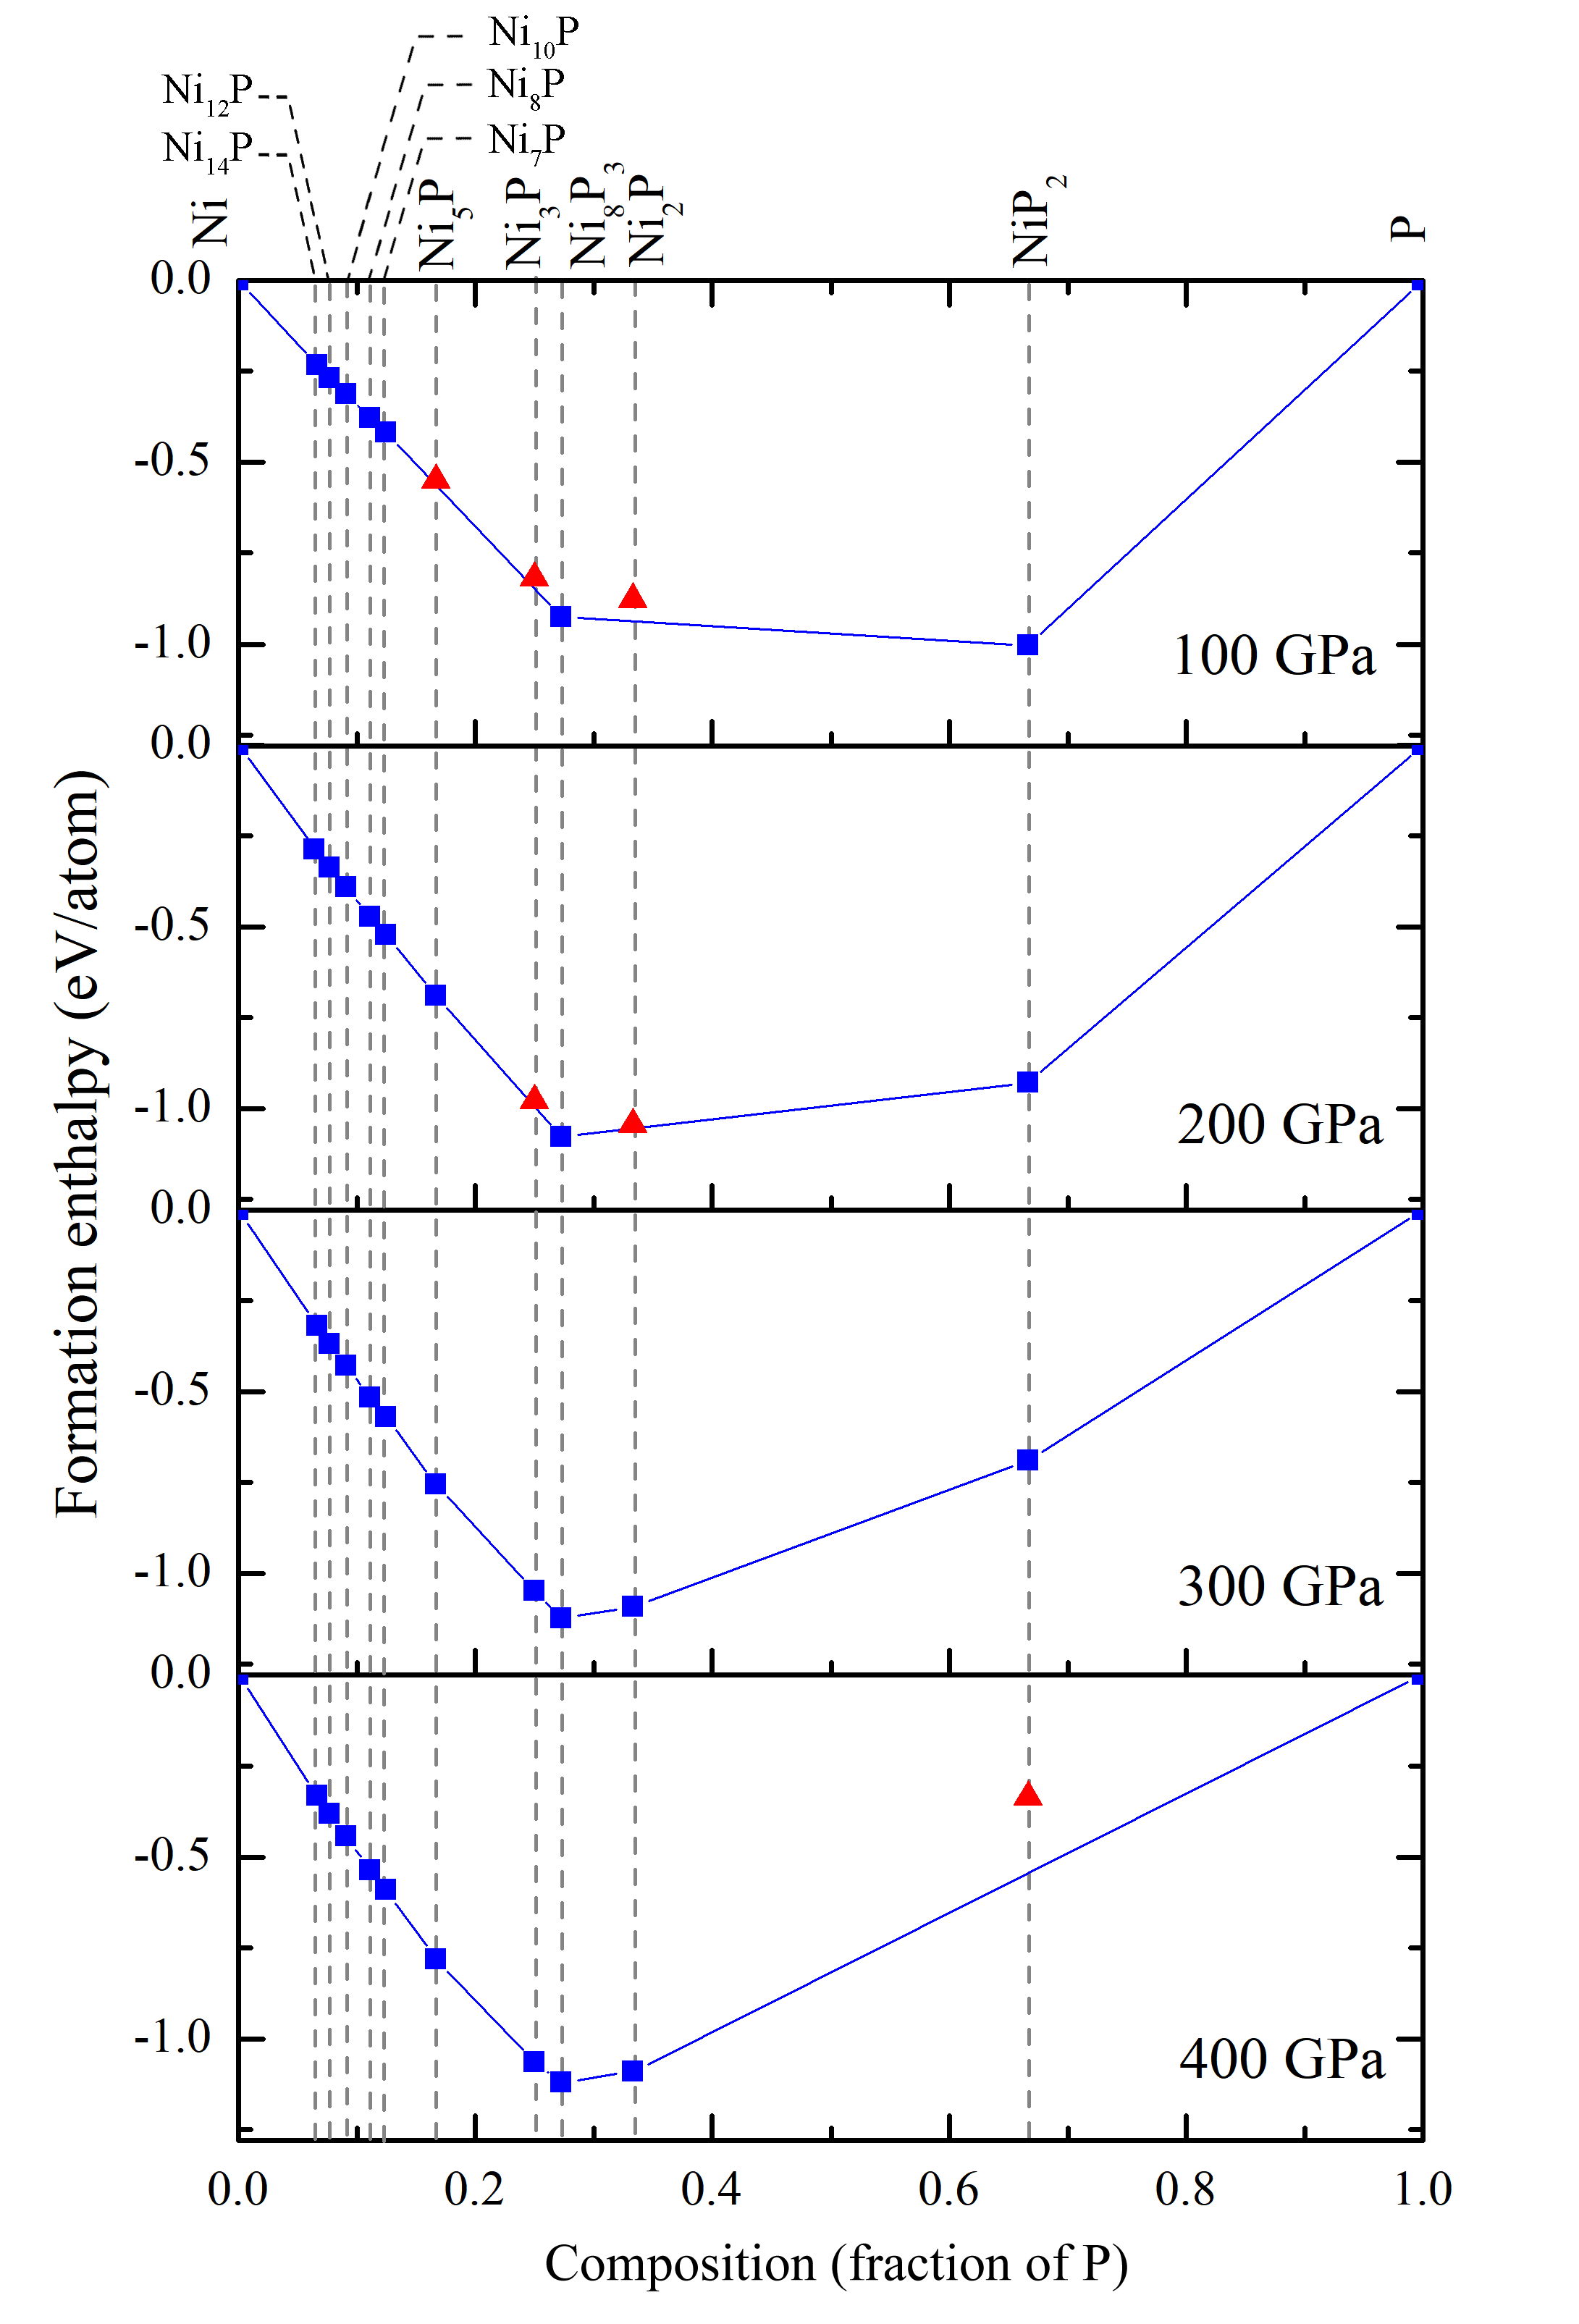 Ni₁₀P
Ni₁₂P
Ni₈P
Ni₁₄P
Ni₇P
Ni
Ni₅P
Ni₃P
Ni₈P₃
Ni₂P
NiP₂
P
0.0
-0.5
-1.0
100 GPa
0.0
-0.5
-1.0
200 GPa
0.0
-0.5
-1.0
300 GPa
0.0
-0.5
-1.0
400 GPa
Formation enthalpy (eV/atom)
0.0 0.2 0.4 0.6 0.8 1.0
Composition (fraction of P)